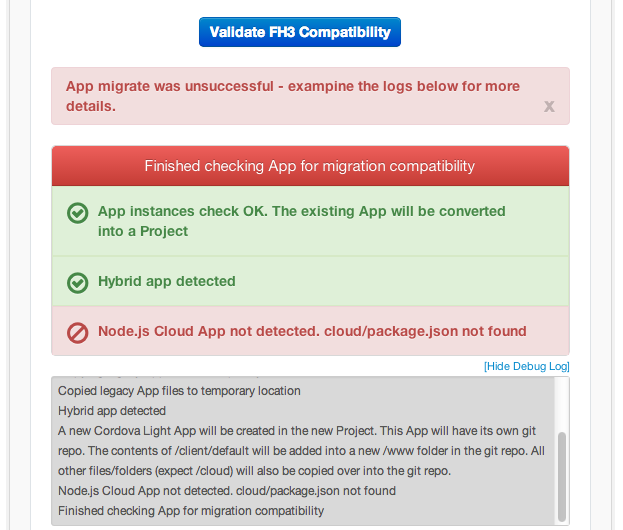 Validate FH3 Compatibility
App migrate was unsuccessful - exampine the logs below for more
details.
x
Finished checking App for migration compatibility
App instances check OK. The existing App will be converted
into a Project
Hybrid app detected
Node.js Cloud App not detected. cloud/package.json not found
[Hide Debug Log]
Copied legacy App files to temporary location
Hybrid app detected
A new Cordova Light App will be created in the new Project. This App will have its own git
repo. The contents of /client/default will be added into a new /www folder in the git repo. All
other files/folders (expect /cloud) will also be copied over into the git repo.
Node.js Cloud App not detected. cloud/package.json not found
Finished checking App for migration compatibility